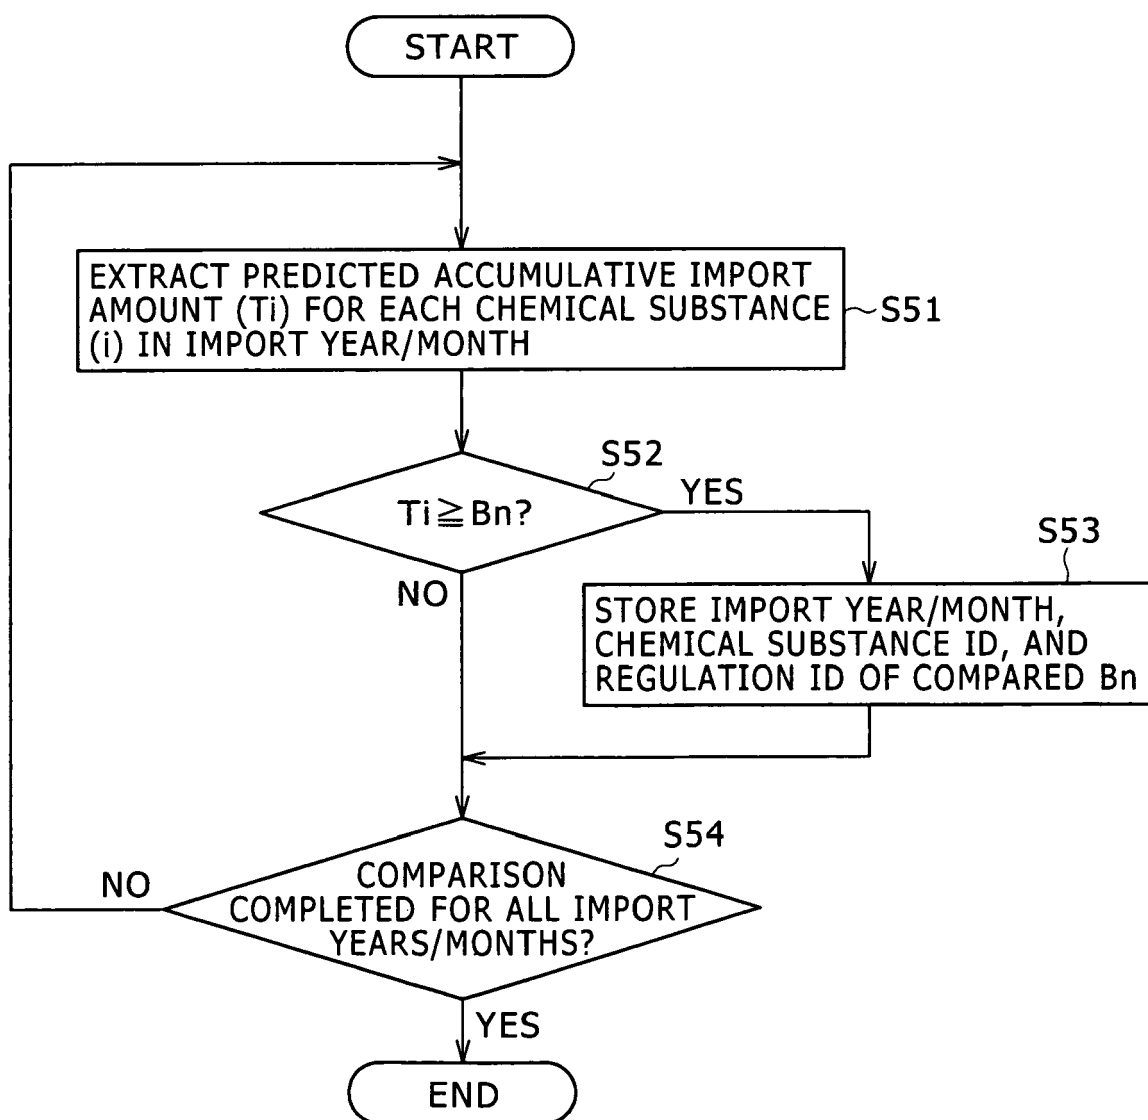 START
EXTRACT PREDICTED ACCUMULATIVE IMPORT
AMOUNT (Ti) FOR EACH CHEMICAL SUBSTANCE
(i) IN IMPORT YEAR/MONTH
S51
S52
Ti≧Bn?
YES
NO
S53
STORE IMPORT YEAR/MONTH,
CHEMICAL SUBSTANCE ID, AND
REGULATION ID OF COMPARED Bn
S54
COMPARISON
COMPLETED FOR ALL IMPORT
YEARS/MONTHS?
NO
YES
END